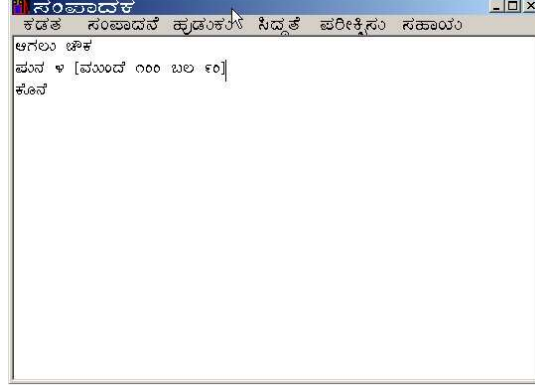 ಸಂಪಾದಕ
ಕಡತ ಸಂಪಾದನೆ ಹುಡುಕು ಸಿದ್ಧತೆ ಪರೀಕ್ಷಿಸು ಸಹಾಯ
ಆಗಲು ಚೌಕ
ಪುನ ೪ [ಮುಂದೆ ೧೦೦ ಬಲ ೯೦]
ಕೊನೆ